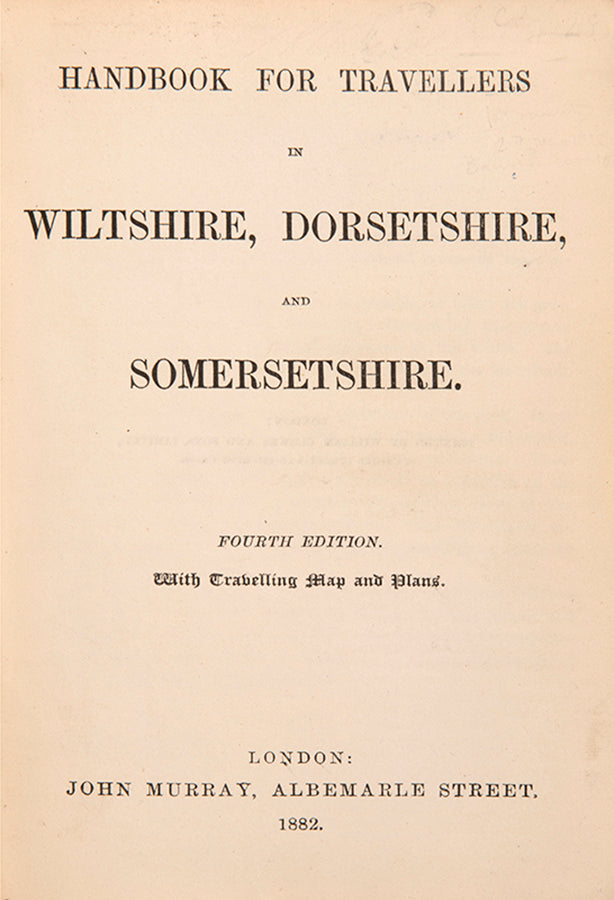 HANDBOOK FOR TRAVELLERS
IN
WILTSHIRE, DORSETSHIRE,
AND
SOMERSETSHIRE.
FOURTH EDITION.
With Travelling Map and Plans.
LONDON:
JOHN MURRAY, ALBEMARLE STREET.
1882.